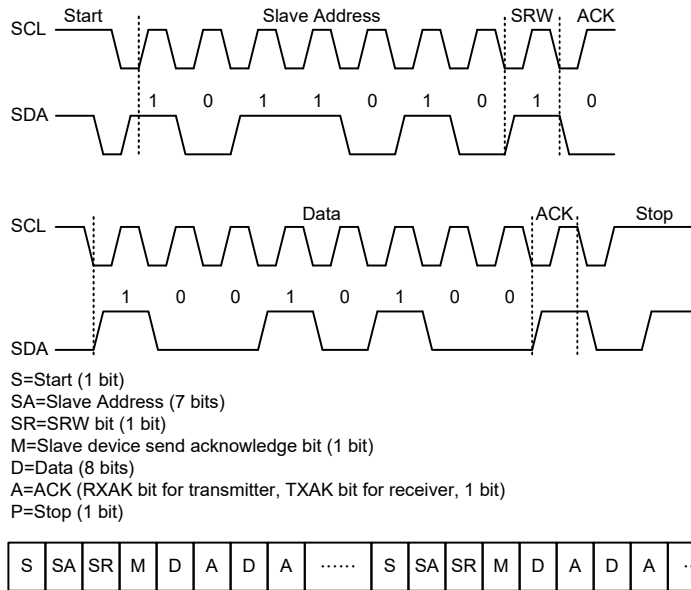 Start Slave Address SRW ACK
SCL
1 0 1 1 0 1 0 1 0
SDA
Data ACK Stop
SCL
1 0 0 1 0 1 0 0
SDA
S=Start (1 bit)
SA=Slave Address (7 bits)
SR=SRW bit (1 bit)
M=Slave device send acknowledge bit (1 bit)
D=Data (8 bits)
A=ACK (RXAK bit for transmitter, TXAK bit for receiver, 1 bit)
P=Stop (1 bit)
S SA SR M D A D A ...... S SA SR M D A D A